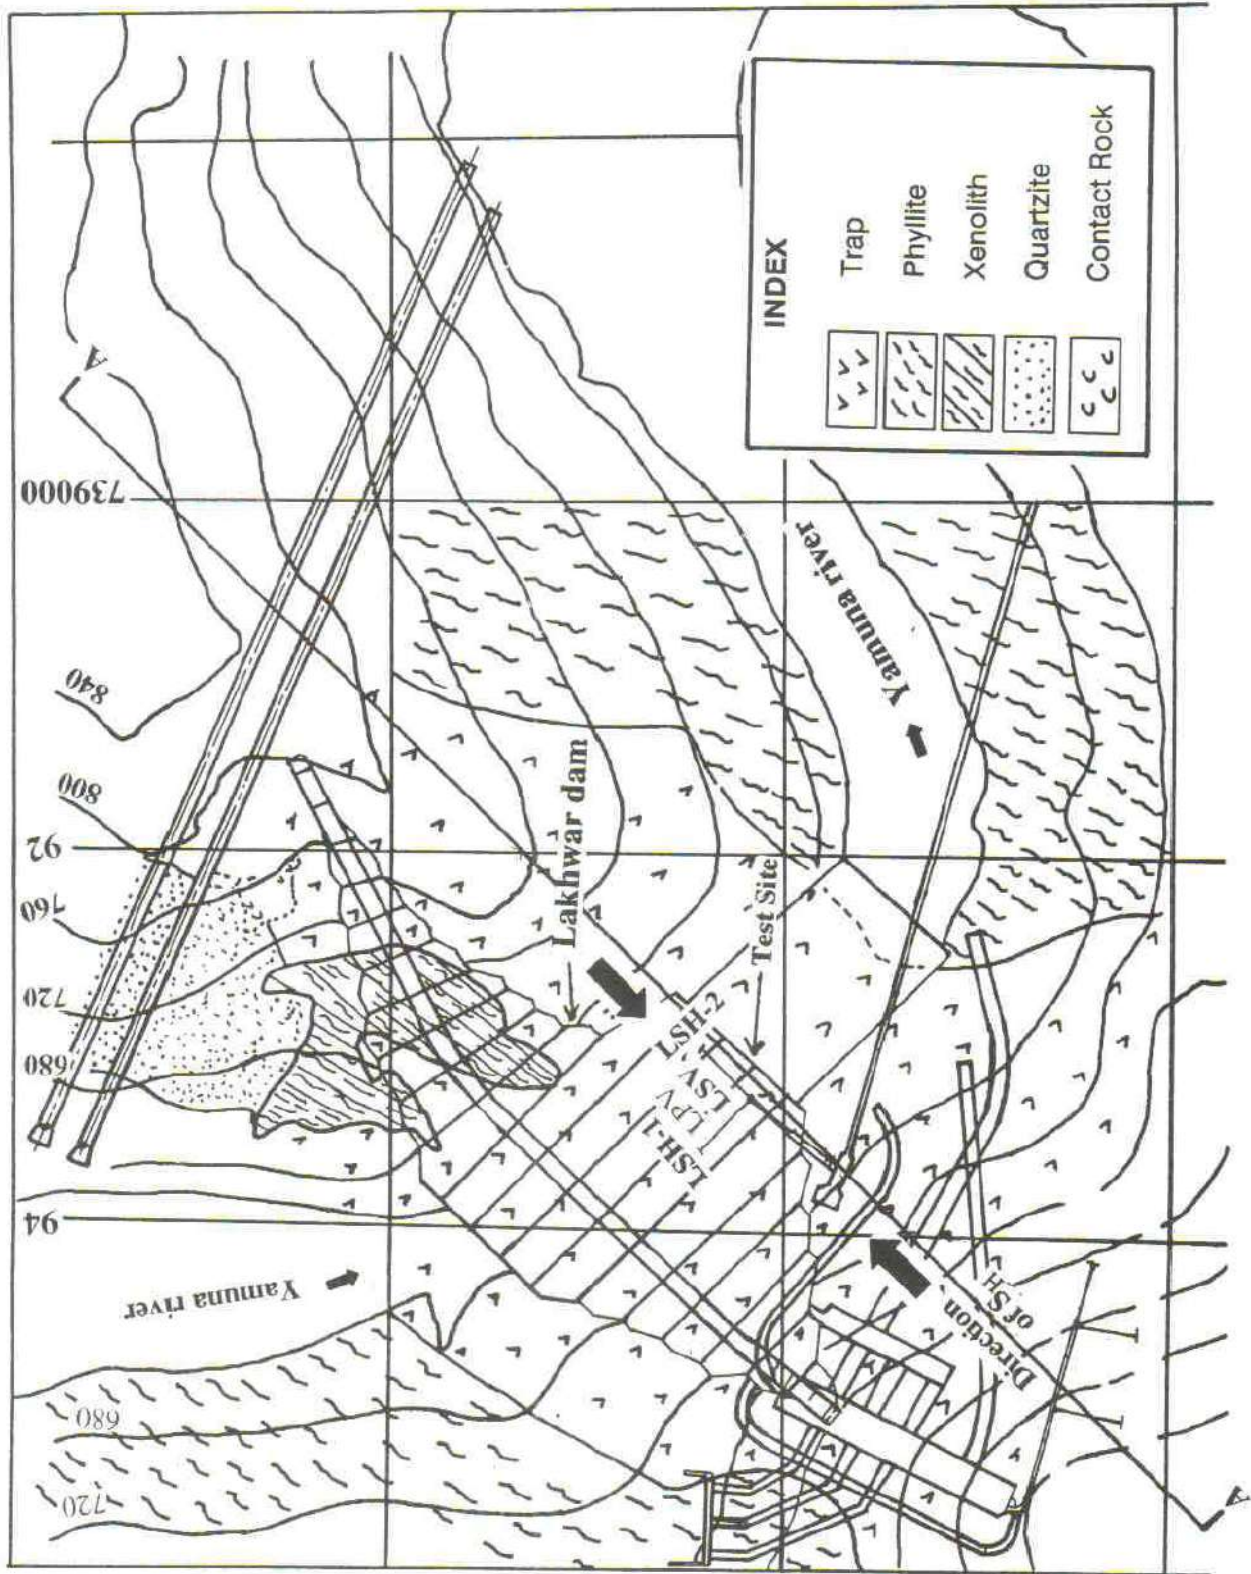 A
739000
840
800
92
760
720
680
94
Yamuna river
680
720
Lakhwar dam
Test Site
LSH-2
LSV
LPV
LSH-1
Yamuna river
Direction
of SH
A
INDEX
Trap
Phyllite
Xenolith
Quartzite
Contact Rock